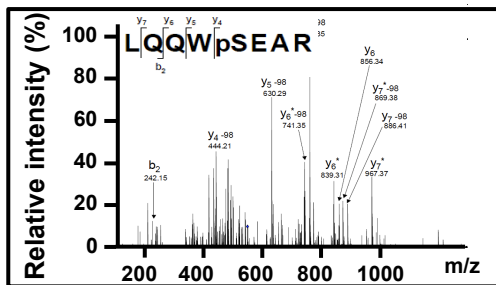 y₇ y₆ y₅ y₄
-98
LQQWpSEAR
b₂
Relative intensity (%)
100
80
60
40
20
0
y₆
856.34
y₅ -98
630.29
y₇*-98
869.38
y₆*-98
741.35
y₇ -98
886.41
y₄ -98
444.21
b₂
242.15
y₆*
839.31
y₇*
967.37
200 400 600 800 1000
m/z